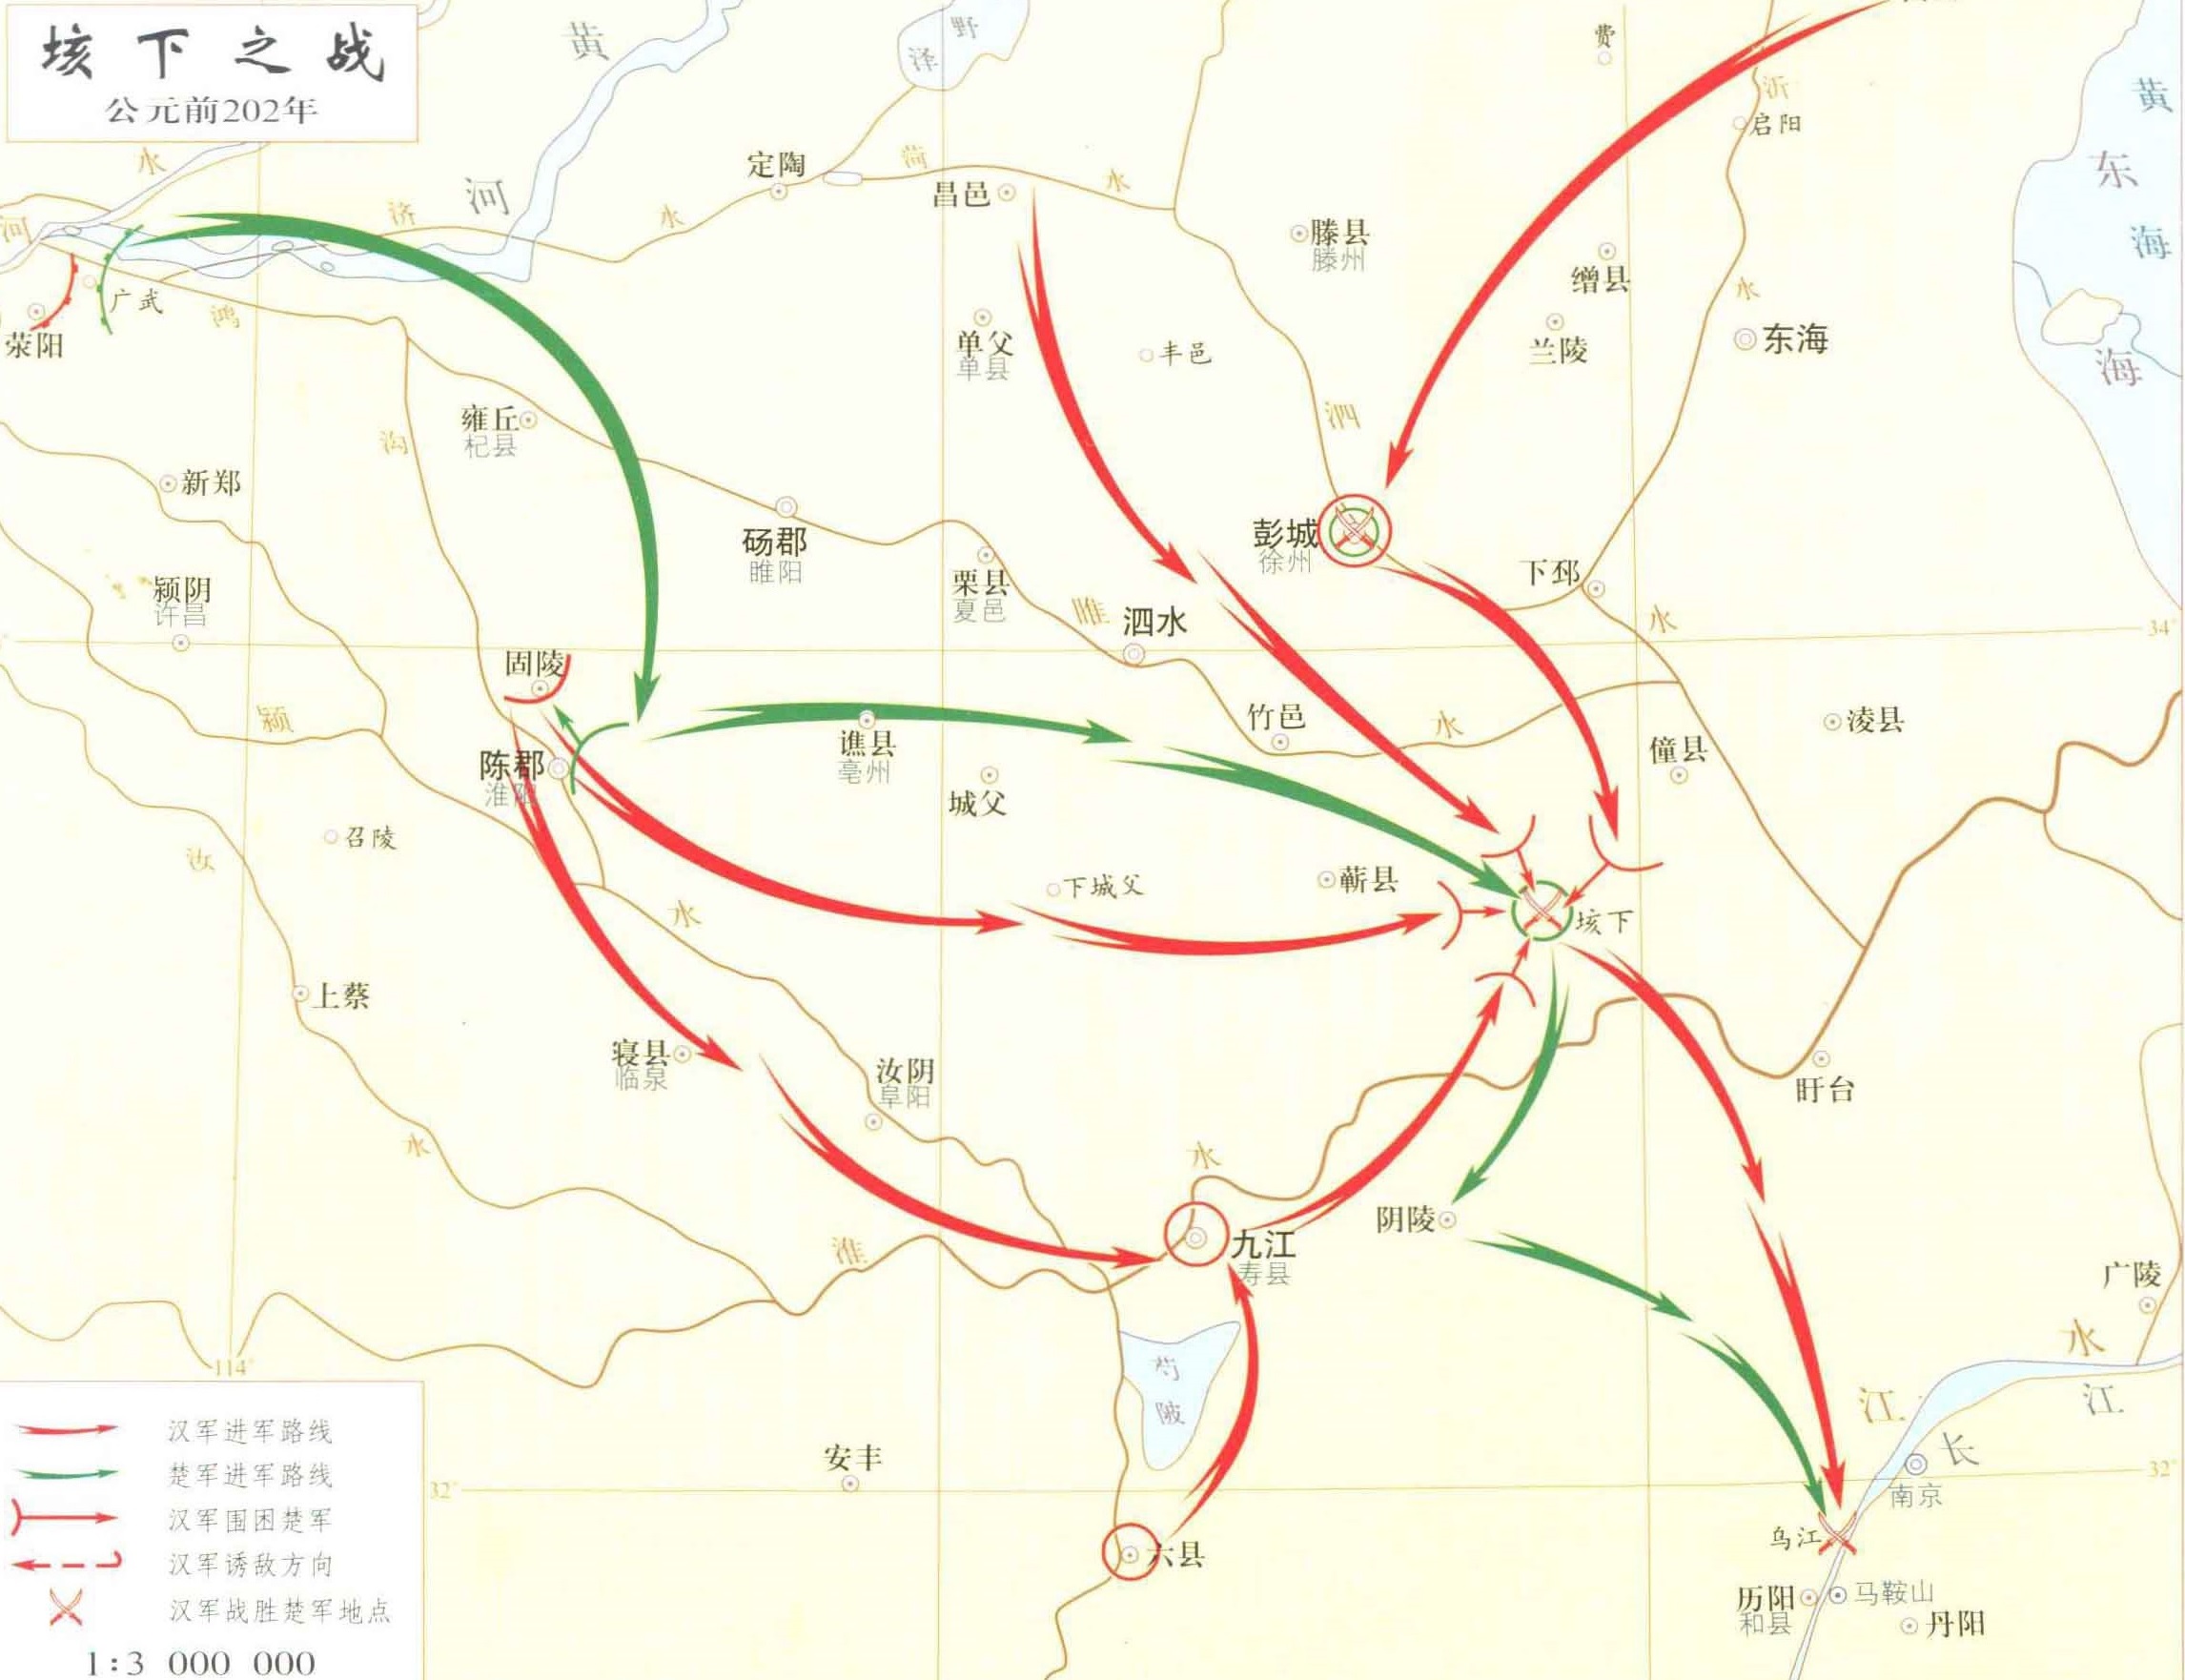 垓下之战
公元前202年
黄
河
野
泽
费
沂
启阳
水
黄
海
东
海
水
河
济
水
定陶
菏
水
昌邑
滕县
滕州
缯县
兰陵
东海
水
荥阳
广武
鸿
沟
单父
单县
丰邑
泗
雍丘
杞县
新郑
砀郡
睢阳
彭城
徐州
下邳
水
颍阴
许昌
栗县
夏邑
睢
泗水
34°
固陵
颍
陈郡
淮阳
谯县
亳州
城父
竹邑
水
僮县
凌县
召陵
汝
下城父
蕲县
垓下
水
上蔡
寝县
临泉
汝阴
阜阳
盱台
水
水
淮
九江
寿县
阴陵
广陵
水
江
江
长
114°
芍
陂
安丰
32°
32°
南京
六县
乌江
历阳
和县
马鞍山
丹阳
汉军进军路线
楚军进军路线
汉军围困楚军
汉军诱敌方向
汉军战胜楚军地点
1:3 000 000